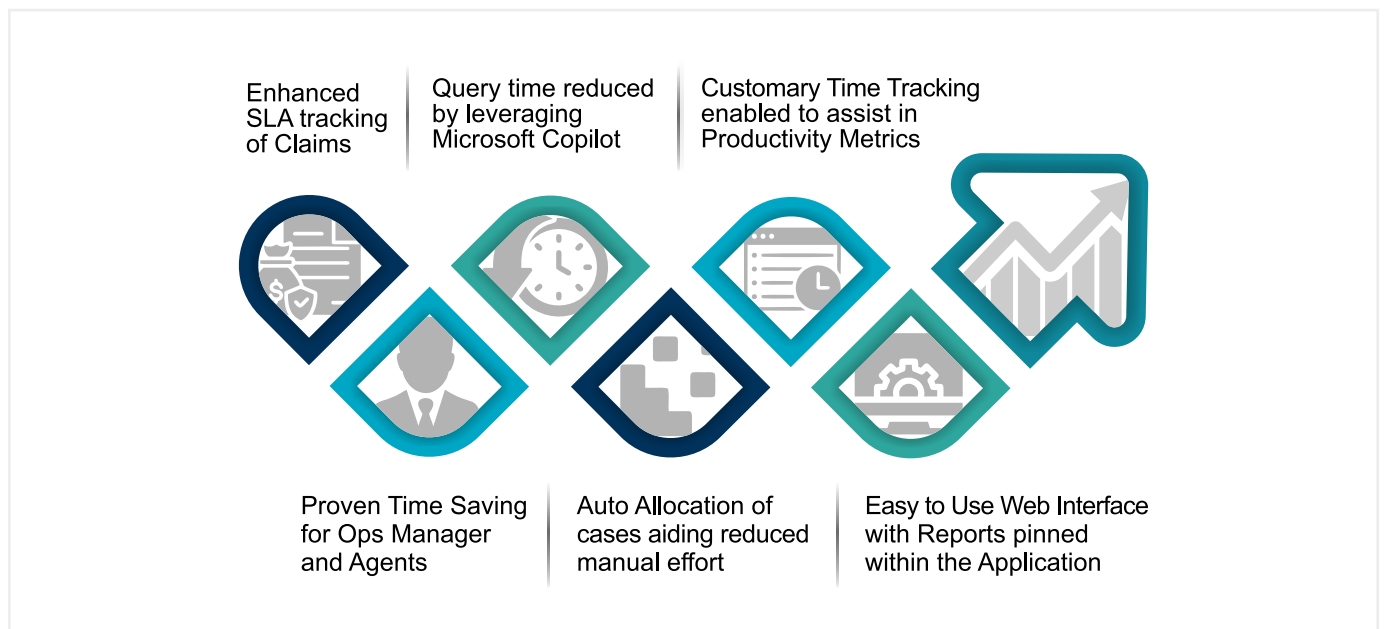 Enhanced
SLA tracking
of Claims
Query time reduced
by leveraging
Microsoft Copilot
Customary Time Tracking
enabled to assist in
Productivity Metrics
$
Proven Time Saving
for Ops Manager
and Agents
Auto Allocation of
cases aiding reduced
manual effort
Easy to Use Web Interface
with Reports pinned
within the Application